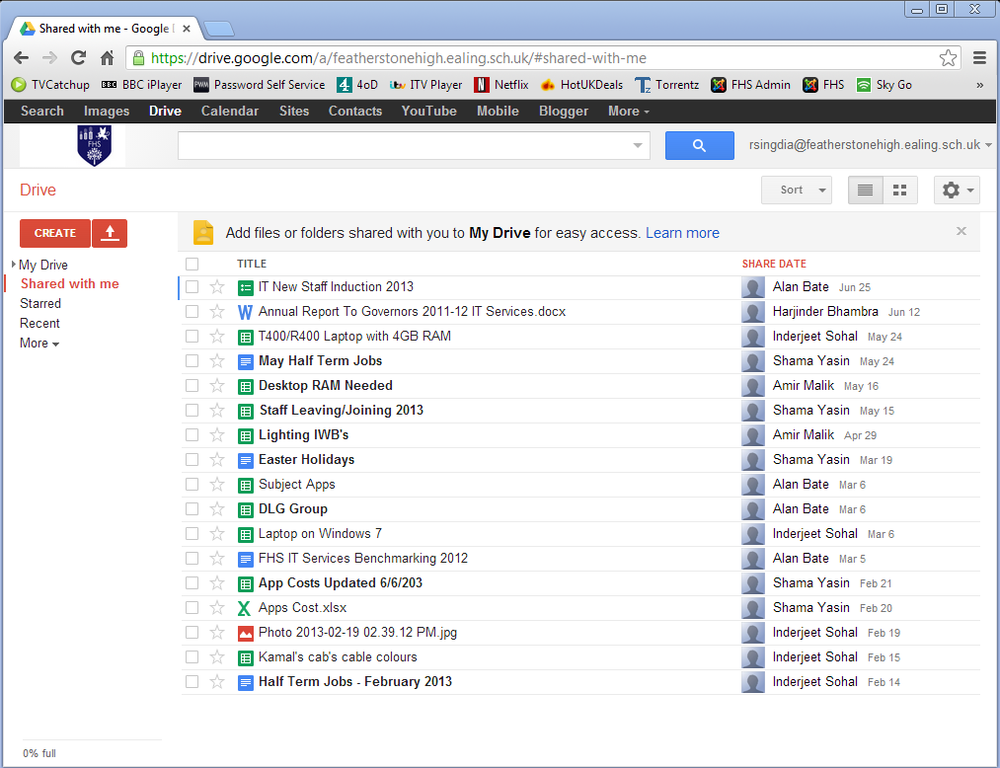 Shared with me - Google
https://drive.google.com/a/featherstonehigh.ealing.sch.uk/#shared-with-me
TVCatchup BBC iPlayer Password Self Service 4oD ITV Player Netflix HotUKDeals Torrentz FHS Admin FHS Sky Go »
Search Images Drive Calendar Sites Contacts YouTube Mobile Blogger More
FHS rsingdia@featherstonehigh.ealing.sch.uk
Drive Sort
CREATE Add files or folders shared with you to My Drive for easy access. Learn more
My Drive
Shared with me
Starred
Recent
More
TITLE SHARE DATE
IT New Staff Induction 2013 Alan Bate Jun 25
Annual Report To Governors 2011-12 IT Services.docx Harjinder Bhambra Jun 12
T400/R400 Laptop with 4GB RAM Inderjeet Sohal May 24
May Half Term Jobs Shama Yasin May 24
Desktop RAM Needed Amir Malik May 16
Staff Leaving/Joining 2013 Shama Yasin May 15
Lighting IWB's Amir Malik Apr 29
Easter Holidays Shama Yasin Mar 19
Subject Apps Alan Bate Mar 6
DLG Group Alan Bate Mar 6
Laptop on Windows 7 Inderjeet Sohal Mar 6
FHS IT Services Benchmarking 2012 Alan Bate Mar 5
App Costs Updated 6/6/203 Shama Yasin Feb 21
Apps Cost.xlsx Shama Yasin Feb 20
Photo 2013-02-19 02.39.12 PM.jpg Inderjeet Sohal Feb 19
Kamal's cab's cable colours Inderjeet Sohal Feb 15
Half Term Jobs - February 2013 Inderjeet Sohal Feb 14
0% full